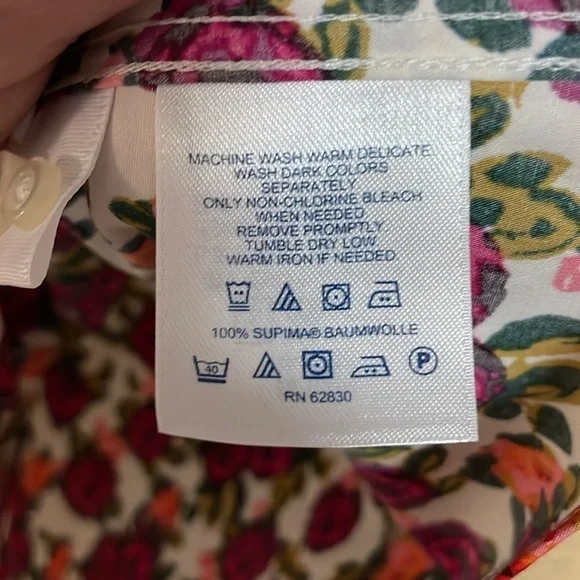 MACHINE WASH WARM DELICATE
WASH DARK COLORS
SEPARATELY
ONLY NON-CHLORINE BLEACH
WHEN NEEDED
REMOVE PROMPTLY
TUMBLE DRY LOW
WARM IRON IF NEEDED
100% SUPIMA® BAUMWOLLE
40 P
RN 62830